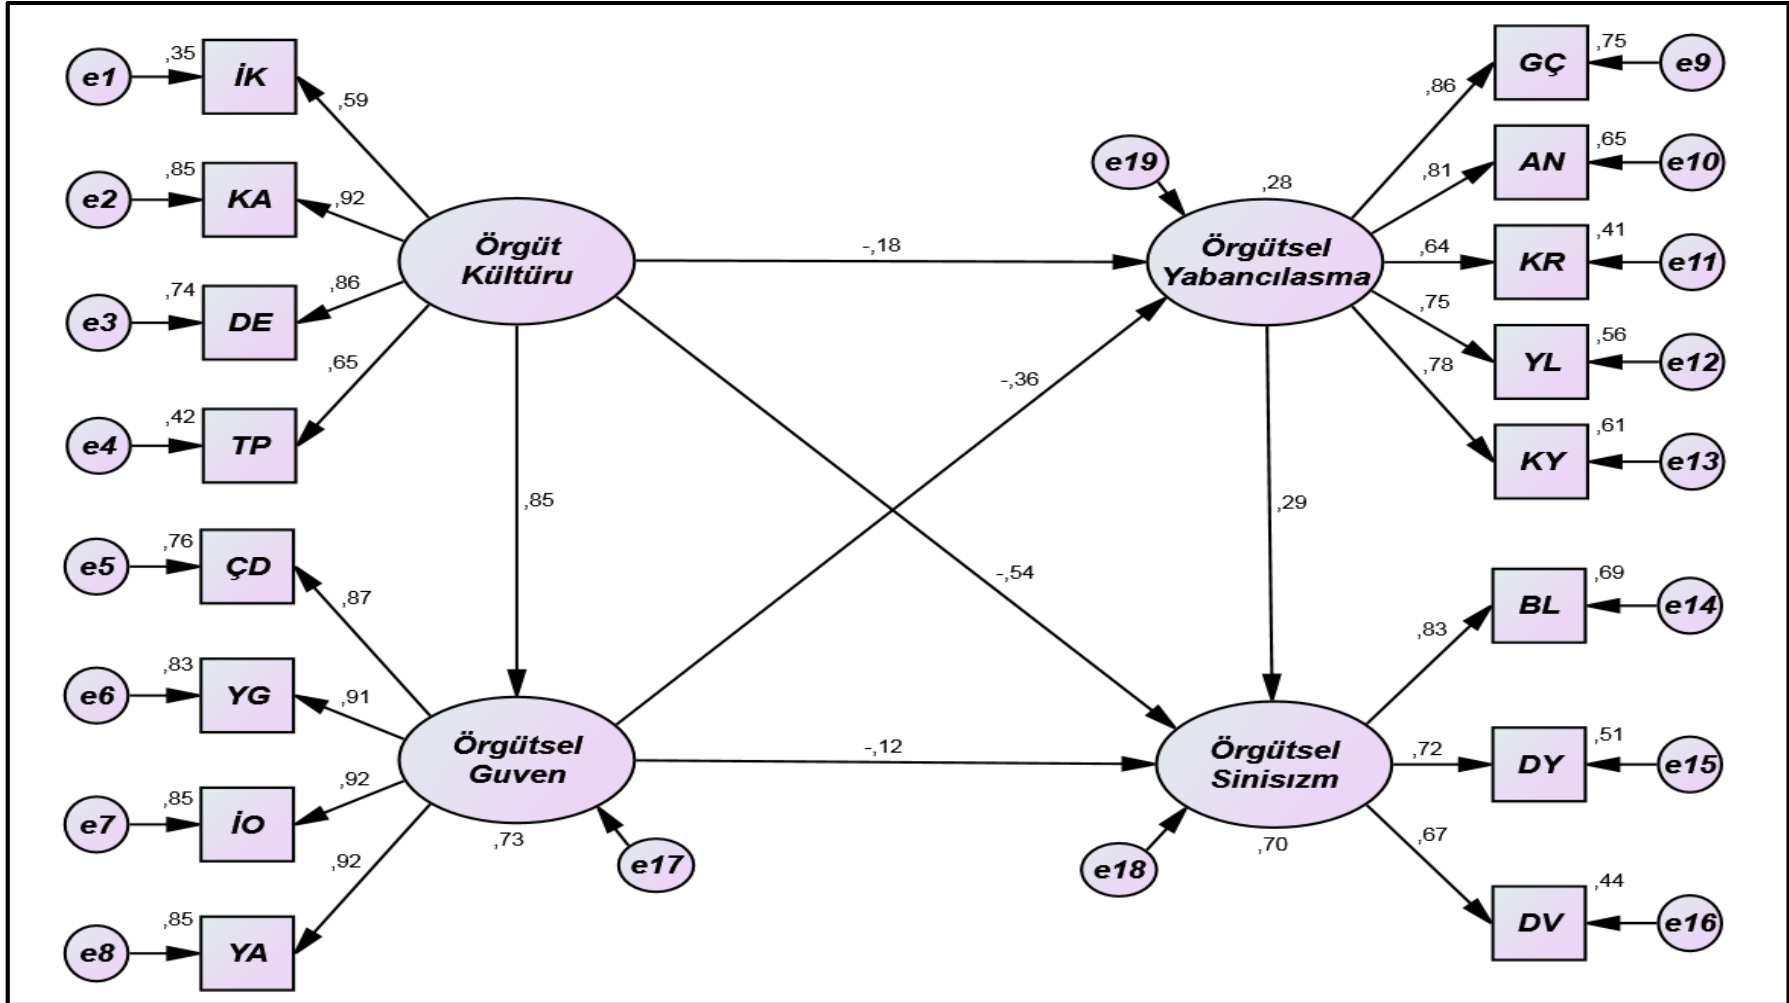 e1
,35
İK
,59
e2
,85
KA
,92
e3
,74
DE
,86
e4
,42
TP
,65
Örgüt
Kültürü
-,18
,85
-,36
-,54
e5
,76
ÇD
,87
e6
,83
YG
,91
e7
,85
İO
,92
e8
,85
YA
,92
Örgütsel
Guven
,73
e17
-,12
e19
,28
Örgütsel
Yabancılasma
,29
,86
GÇ
,75
e9
,81
AN
,65
e10
,64
KR
,41
e11
,75
YL
,56
e12
,78
KY
,61
e13
Örgütsel
Sinisızm
,70
e18
,83
BL
,69
e14
,72
DY
,51
e15
,67
DV
,44
e16